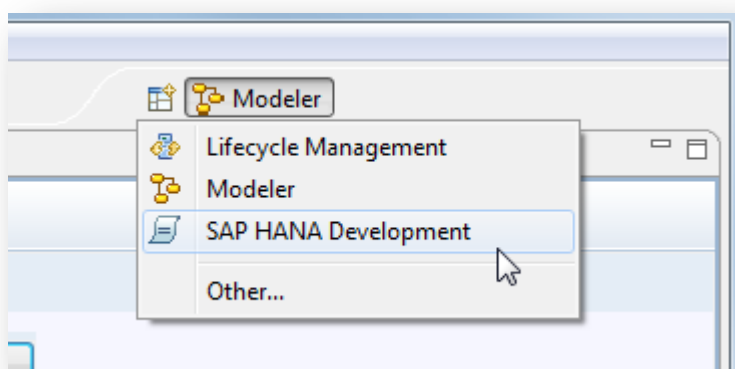 Modeler
Lifecycle Management
Modeler
SAP HANA Development
Other...